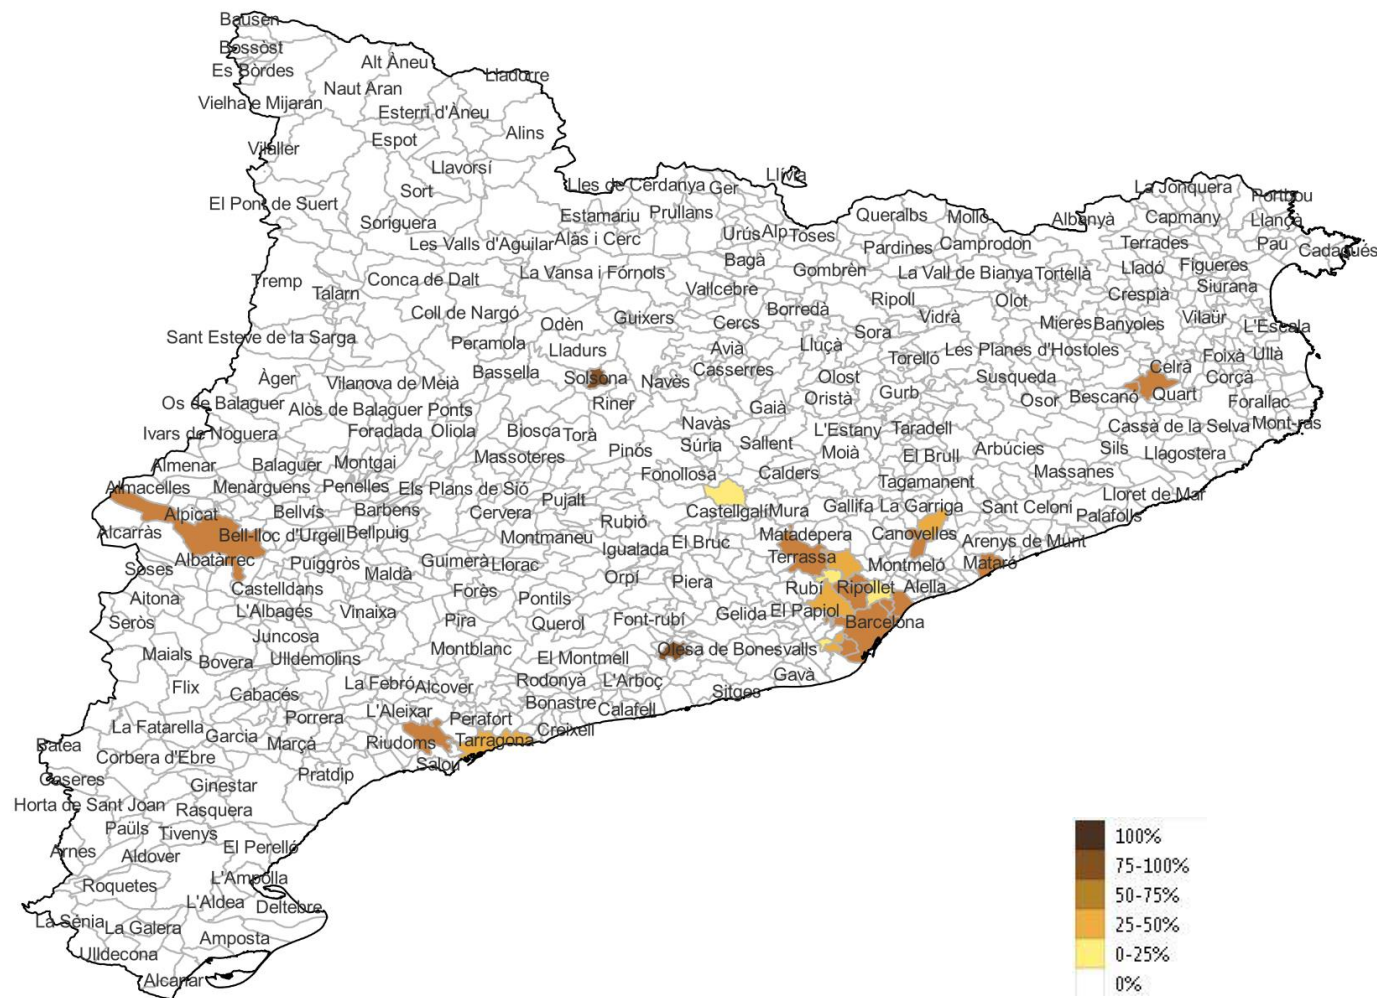 Bausen
Bossòst
Alt Àneu
Es Bòrdes
Lladorre
Naut Aran
Vielha e Mijaran
Esterri d'Àneu
Alins
Espot
Vilaller
Llavorsí
Llívia
Sort
Lles de Cerdanya
Ger
La Jonquera
El Pont de Suert
Portbou
Estamariu
Prullans
Queralbs
Molló
Albanyà
Capmany
Llançà
Soriguera
Les Valls d'Aguilar
Alàs i Cerc
Urús
Alp
Toses
Pardines
Camprodon
Terrades
Pau
Cadaqués
Bagà
Gombrèn
La Vall de Bianya
Tortellà
Lladó
Figueres
Tremp
Talarn
Conca de Dalt
La Vansa i Fórnols
Vallcebre
Siurana
Ripoll
Olot
Crespià
Coll de Nargó
Guixers
Borredà
Vidrà
Vilaür
Odèn
Cercs
Sora
Mieres
Banyoles
L'Escala
Sant Esteve de la Sarga
Peramola
Lladurs
Avià
Lluçà
Torelló
Les Planes d'Hostoles
Foixà
Ullà
Celrà
Àger
Vilanova de Meià
Bassella
Solsona
Navès
Casserres
Olost
Susqueda
Corçà
Os de Balaguer
Riner
Oristà
Gurb
Osor
Bescanó
Quart
Forallac
Alòs de Balaguer
Ponts
Gaià
Ivars de Noguera
Foradada
Oliola
Biosca
Torà
Navàs
L'Estany
Taradell
Cassà de la Selva
Mont-ras
Pinós
Súria
Sallent
Moià
El Brull
Arbúcies
Sils
Llagostera
Almenar
Balaguer
Montgai
Massoteres
Fonollosa
Calders
Massanes
Almacelles
Menàrguens
Penelles
Els Plans de Sió
Tagamanent
Lloret de Mar
Alpicat
Bellvís
Barbens
Cervera
Pujalt
Castellgalí
Mura
Gallifa
La Garriga
Sant Celoni
Palafolls
Alcarràs
Bell-lloc d'Urgell
Bellpuig
Montmaneu
Rubió
El Bruc
Matadepera
Canovelles
Arenys de Munt
Albatàrrec
Igualada
Terrassa
Montmeló
Mataró
Soses
Puiggròs
Maldà
Guimerà
Llorac
Orpí
Piera
Castelldans
Forès
Rubí
Ripollet
Alella
Aitona
L'Albagés
Vinaixa
Pontils
El Papiol
Seròs
Pira
Querol
Font-rubí
Gelida
Barcelona
Juncosa
Maials
Bovera
Ulldemolins
Montblanc
El Montmell
Olesa de Bonesvalls
Flix
Cabacés
La Febró
Alcover
Rodonyà
L'Arboç
Gavà
Sitges
L'Aleixar
Bonastre
Calafell
La Fatarella
Garcia
Porrera
Perafort
Creixell
Batea
Marçà
Riudoms
Tarragona
Corbera d'Ebre
Salou
Caseres
Ginestar
Pratdip
Horta de Sant Joan
Rasquera
Paüls
Tivenys
Arnes
Aldover
El Perelló
Roquetes
L'Ampolla
L'Aldea
Deltebre
La Sénia
La Galera
Amposta
Ulldecona
Alcanar
100%
75-100%
50-75%
25-50%
0-25%
0%